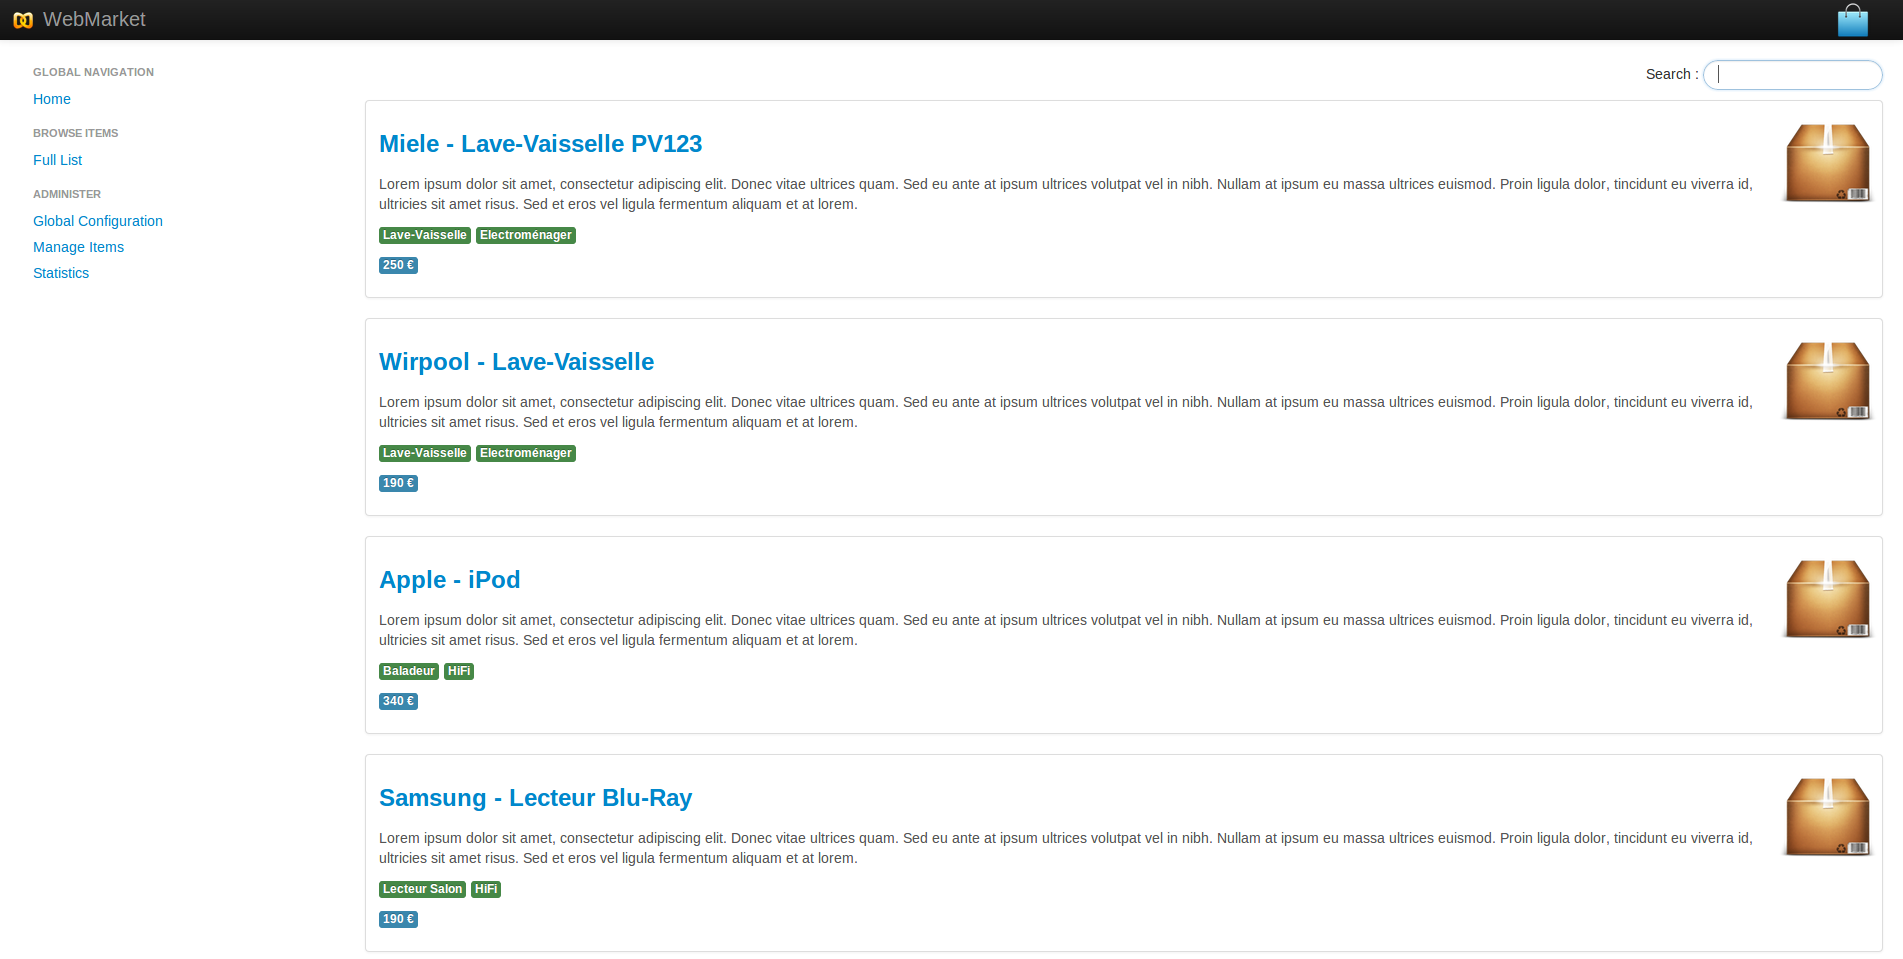 WebMarket
GLOBAL NAVIGATION
Home
BROWSE ITEMS
Full List
ADMINISTER
Global Configuration
Manage Items
Statistics
Search :
Miele - Lave-Vaisselle PV123
Lorem ipsum dolor sit amet, consectetur adipiscing elit. Donec vitae ultrices quam. Sed eu ante at ipsum ultrices volutpat vel in nibh. Nullam at ipsum eu massa ultrices euismod. Proin ligula dolor, tincidunt eu viverra id,
ultricies sit amet risus. Sed et eros vel ligula fermentum aliquam et at lorem.
Lave-Vaisselle Electroménager
250 €
Wirpool - Lave-Vaisselle
Lorem ipsum dolor sit amet, consectetur adipiscing elit. Donec vitae ultrices quam. Sed eu ante at ipsum ultrices volutpat vel in nibh. Nullam at ipsum eu massa ultrices euismod. Proin ligula dolor, tincidunt eu viverra id,
ultricies sit amet risus. Sed et eros vel ligula fermentum aliquam et at lorem.
Lave-Vaisselle Electroménager
190 €
Apple - iPod
Lorem ipsum dolor sit amet, consectetur adipiscing elit. Donec vitae ultrices quam. Sed eu ante at ipsum ultrices volutpat vel in nibh. Nullam at ipsum eu massa ultrices euismod. Proin ligula dolor, tincidunt eu viverra id,
ultricies sit amet risus. Sed et eros vel ligula fermentum aliquam et at lorem.
Baladeur HiFi
340 €
Samsung - Lecteur Blu-Ray
Lorem ipsum dolor sit amet, consectetur adipiscing elit. Donec vitae ultrices quam. Sed eu ante at ipsum ultrices volutpat vel in nibh. Nullam at ipsum eu massa ultrices euismod. Proin ligula dolor, tincidunt eu viverra id,
ultricies sit amet risus. Sed et eros vel ligula fermentum aliquam et at lorem.
Lecteur Salon HiFi
190 €